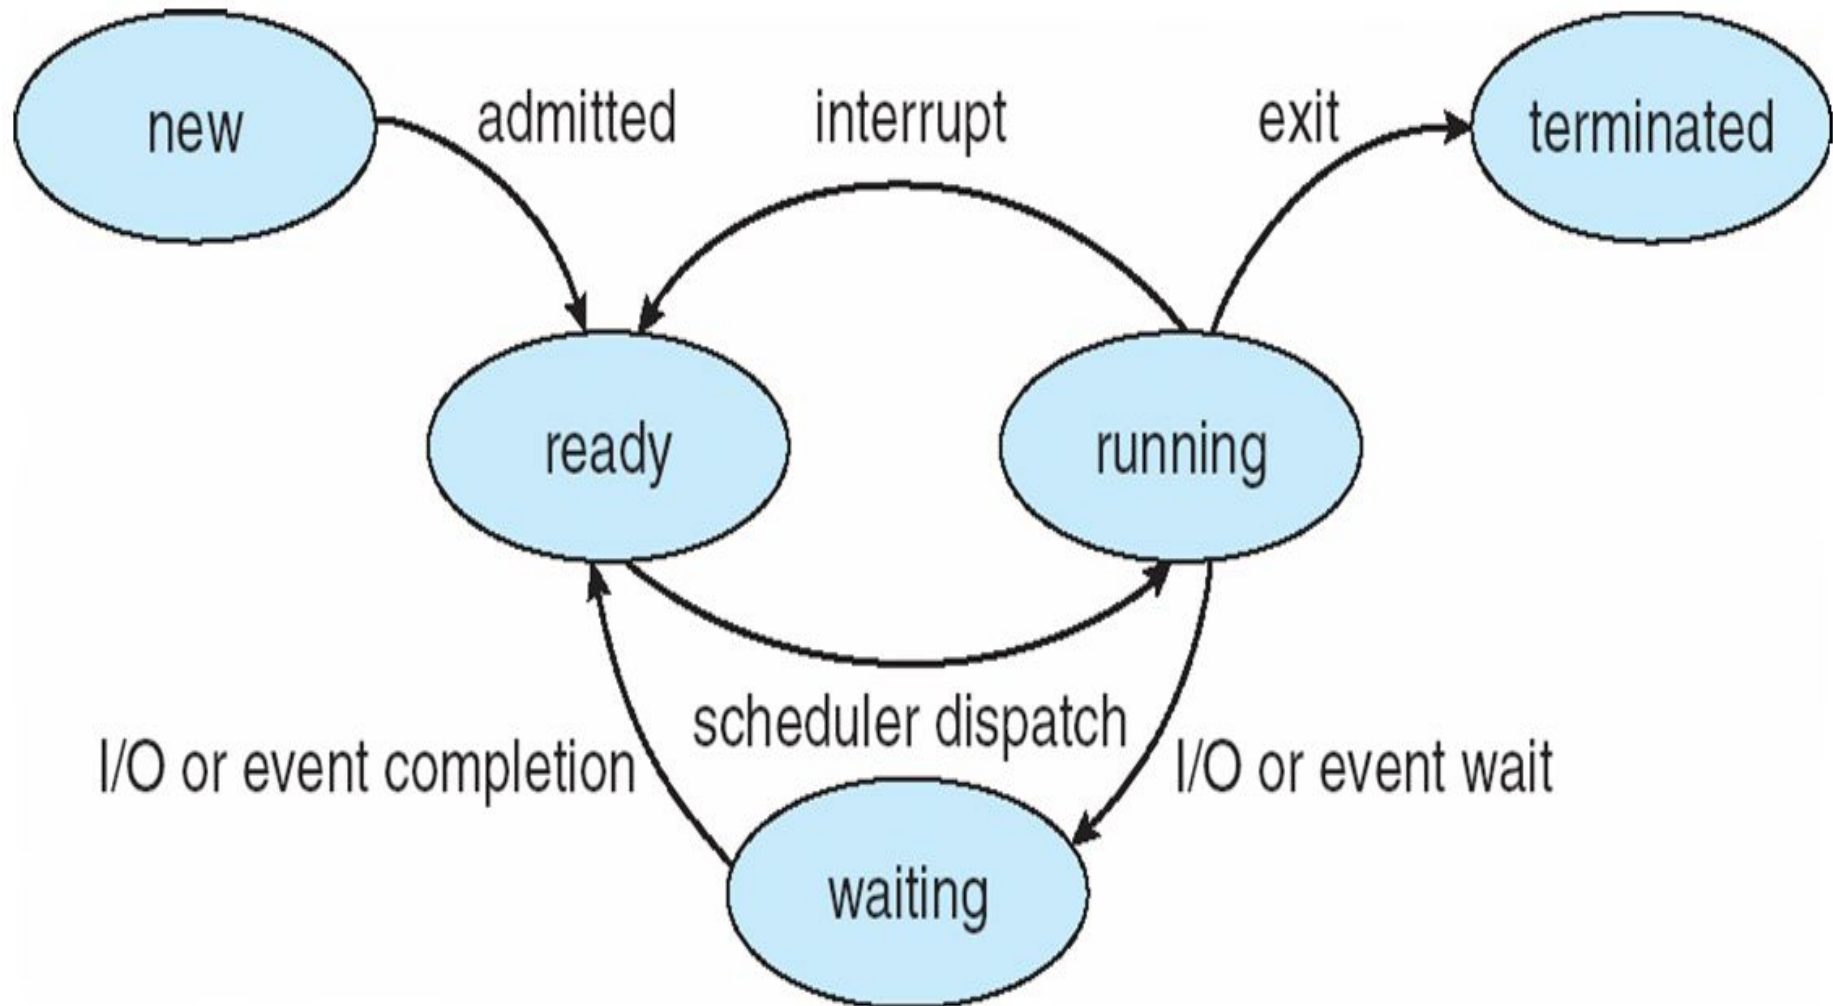 new
admitted
interrupt
exit
terminated
ready
running
scheduler dispatch
I/O or event completion
I/O or event wait
waiting